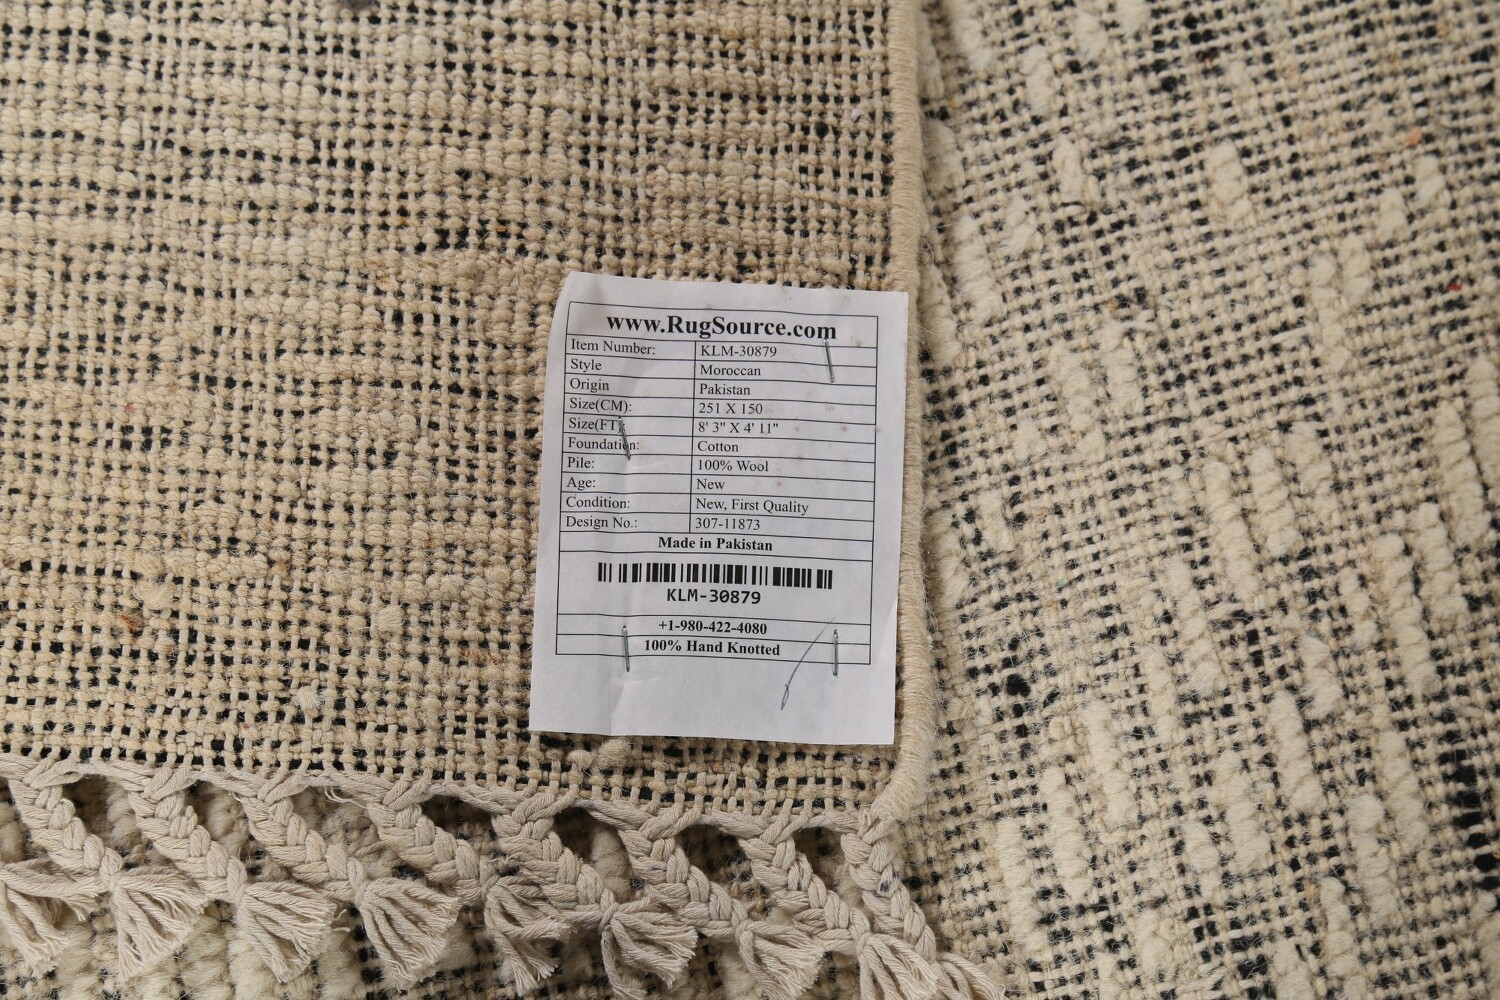 www.RugSource.com
Item Number: KLM-30879
Style Moroccan
Origin Pakistan
Size(CM): 251 X 150
Size(FT): 8' 3" X 4' 11"
Foundation: Cotton
Pile: 100% Wool
Age: New
Condition: New, First Quality
Design No.: 307-11873
Made in Pakistan
KLM-30879
+1-980-422-4080
100% Hand Knotted